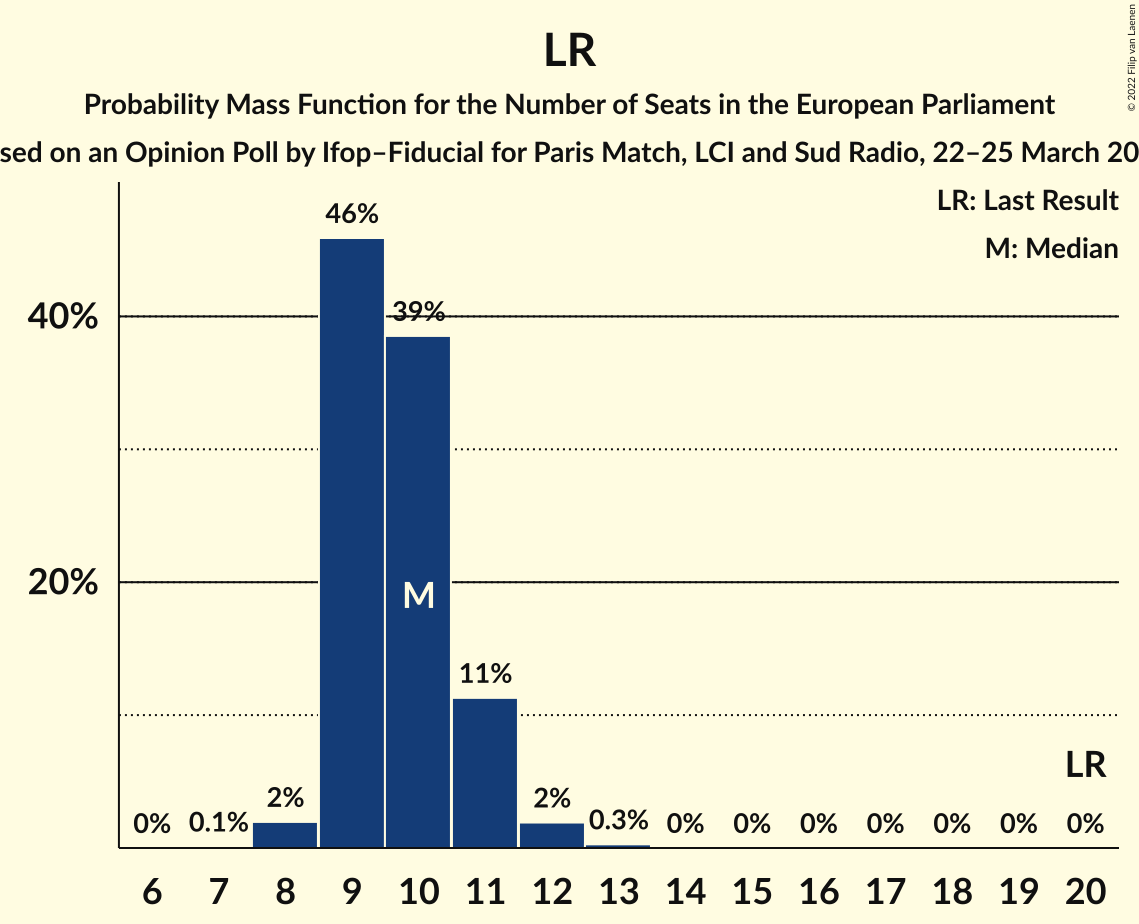 LR
Probability Mass Function for the Number of Seats in the European Parliament
sed on an Opinion Poll by Ifop–Fiducial for Paris Match, LCI and Sud Radio, 22–25 March 20
© 2022 Filip van Laenen
LR: Last Result
M: Median
46%
40%
39%
20%
M
11%
LR
0% 0.1% 2% 2% 0.3% 0% 0% 0% 0% 0% 0% 0%
6 7 8 9 10 11 12 13 14 15 16 17 18 19 20